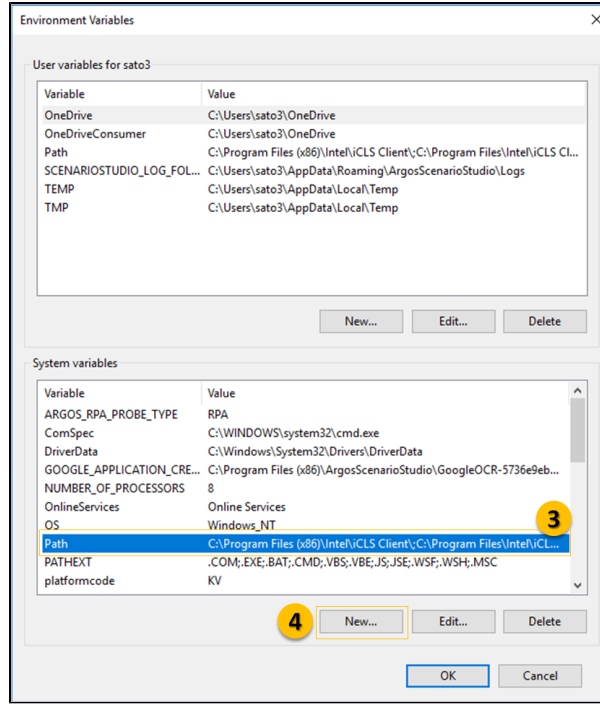 Environment Variables
User variables for sato3
Variable Value
OneDrive C:\Users\sato3\OneDrive
OneDriveConsumer C:\Users\sato3\OneDrive
Path C:\Program Files (x86)\Intel\iCLS Client\;C:\Program Files\Intel\iCLS Cl...
SCENARIOSTUDIO_LOG_FOL... C:\Users\sato3\AppData\Roaming\ArgosScenarioStudio\Logs
TEMP C:\Users\sato3\AppData\Local\Temp
TMP C:\Users\sato3\AppData\Local\Temp
New... Edit... Delete
System variables
Variable Value
ARGOS_RPA_PROBE_TYPE RPA
ComSpec C:\WINDOWS\system32\cmd.exe
DriverData C:\Windows\System32\Drivers\DriverData
GOOGLE_APPLICATION_CRE... C:\Program Files (x86)\ArgosScenarioStudio\GoogleOCR-5736e9eb...
NUMBER_OF_PROCESSORS 8
OnlineServices Online Services
OS Windows_NT
3
Path C:\Program Files (x86)\Intel\iCLS Client\;C:\Program Files\Intel\iCL...
PATHEXT .COM;.EXE;.BAT;.CMD;.VBS;.VBE;.JS;.JSE;.WSF;.WSH;.MSC
platformcode KV
4 New... Edit... Delete
OK Cancel